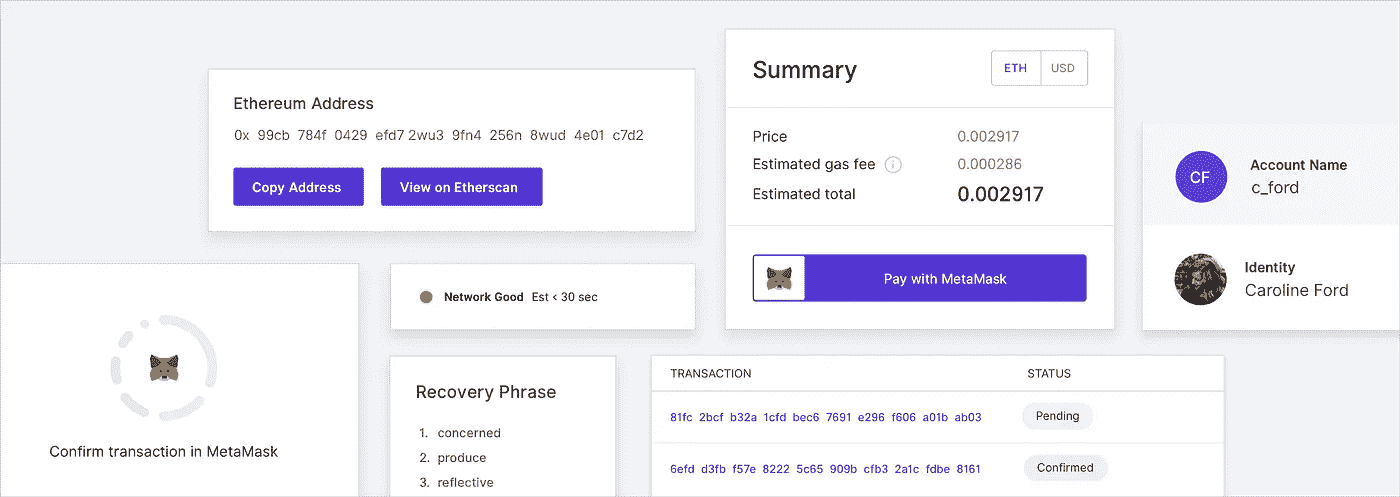 Ethereum Address
0x 99cb 784f 0429 efd7 2wu3 9fn4 256n 8wud 4e01 c7d2
Copy Address
View on Etherscan
Summary
ETH
USD
Price 0.002917
Estimated gas fee 0.000286
Estimated total 0.002917
Pay with MetaMask
CF
Account Name
c_ford
Identity
Caroline Ford
Confirm transaction in MetaMask
Network Good Est < 30 sec
Recovery Phrase
1. concerned
2. produce
3. reflective
TRANSACTION STATUS
81fc 2bcf b32a 1cfd bec6 7691 e296 f606 a01b ab03 Pending
6efd d3fb f57e 8222 5c65 909b cfb3 2a1c fdbe 8161 Confirmed